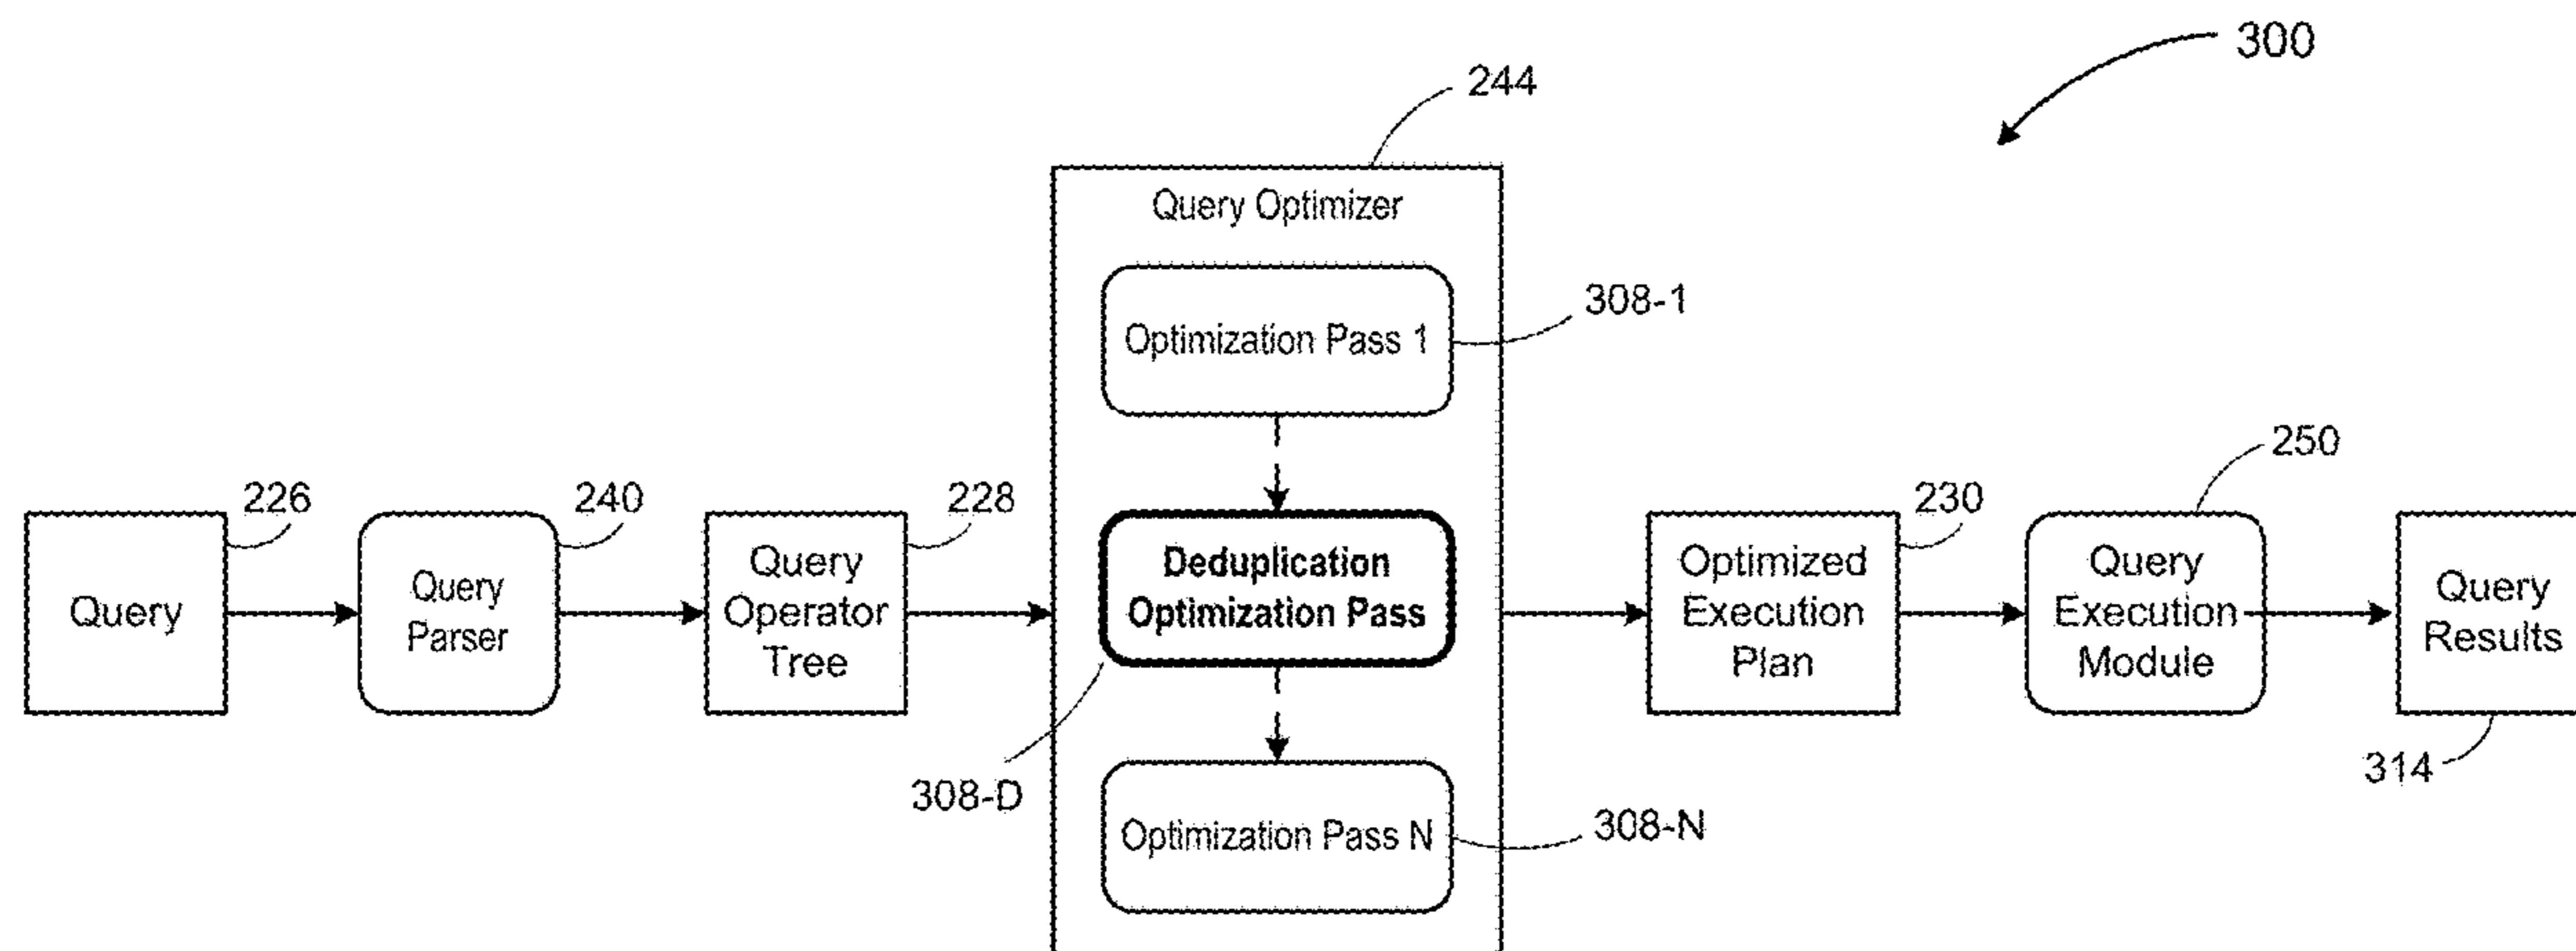 300
244
Query Optimizer
308-1
Optimization Pass 1
250
226
240
228
230
Query
Query
Parser
Query
Operator
Tree
Deduplication
Optimization Pass
Optimized
Execution
Plan
Query
Execution
Module
Query
Results
314
308-D
308-N
Optimization Pass N